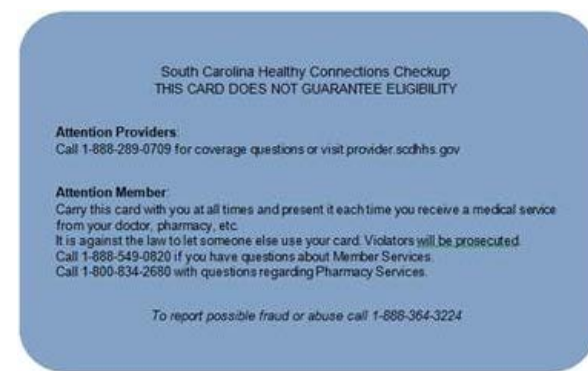 South Carolina Healthy Connections Checkup
THIS CARD DOES NOT GUARANTEE ELIGIBILITY
Attention Providers:
Call 1-888-289-0709 for coverage questions or visit provider.scdhhs.gov
Attention Member:
Carry this card with you at all times and present it each time you receive a medical service
from your doctor, pharmacy, etc.
It is against the law to let someone else use your card. Violators will be prosecuted.
Call 1-888-549-0820 if you have questions about Member Services.
Call 1-800-834-2680 with questions regarding Pharmacy Services.
To report possible fraud or abuse call 1-888-364-3224